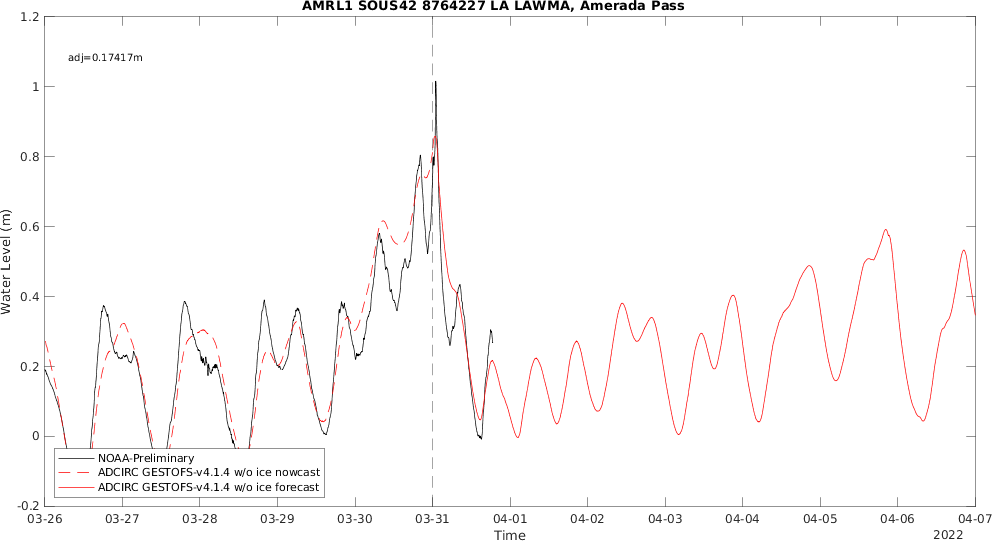 AMRL1 SOUS42 8764227 LA LAWMA, Amerada Pass
adj=0.17417m
Water Level (m)
1.2
1
0.8
0.6
0.4
0.2
0
-0.2
NOAA-Preliminary
ADCIRC GESTOFS-v4.1.4 w/o ice nowcast
ADCIRC GESTOFS-v4.1.4 w/o ice forecast
03-26 03-27 03-28 03-29 03-30 03-31 04-01 04-02 04-03 04-04 04-05 04-06 04-07
Time
2022